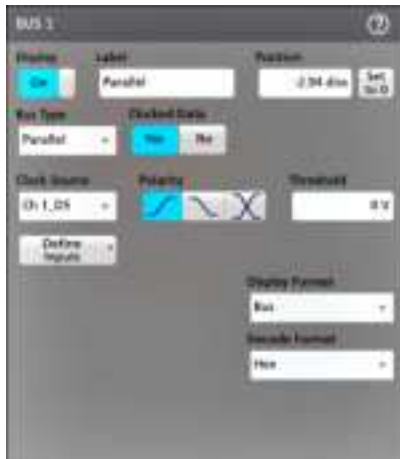 BUS 1
Display
Label
Position
On
Parallel
-2.94 divs
Set to 0
Bus Type
Clocked Data
Parallel
Yes
No
Clock Source
Polarity
Threshold
Ch 1_D5
0 V
Define
Inputs
Display Format
Bus
Decode Format
Hex